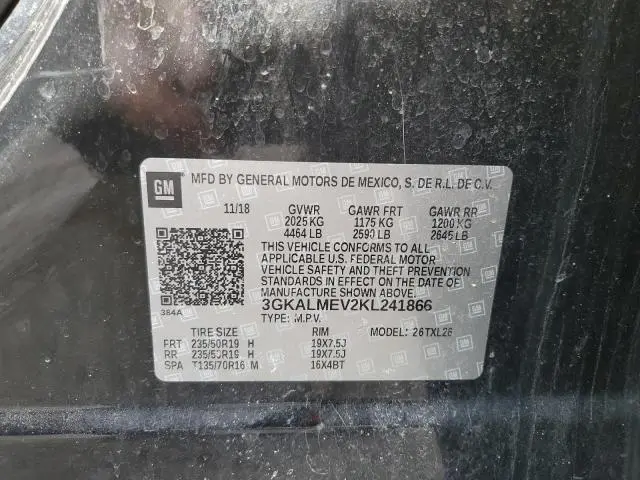 GM
MFD BY GENERAL MOTORS DE MEXICO, S. DE R.L. DE C.V.
11/18 GVWR GAWR FRT GAWR RR
2025 KG 1175 KG 1200 KG
4464 LB 2590 LB 2645 LB
THIS VEHICLE CONFORMS TO ALL
APPLICABLE U.S. FEDERAL MOTOR
VEHICLE SAFETY AND THEFT PREVENTION
STANDARDS IN EFFECT ON THE DATE OF
MANUFACTURE SHOWN ABOVE.
384A 3GKALMEV2KL241866
TYPE: M.P.V.
TIRE SIZE RIM MODEL: 26TXL26
FRT 235/50R19 H 19X7.5J
RR 235/50R19 H 19X7.5J
SPA T135/70R16 M 16X4BT